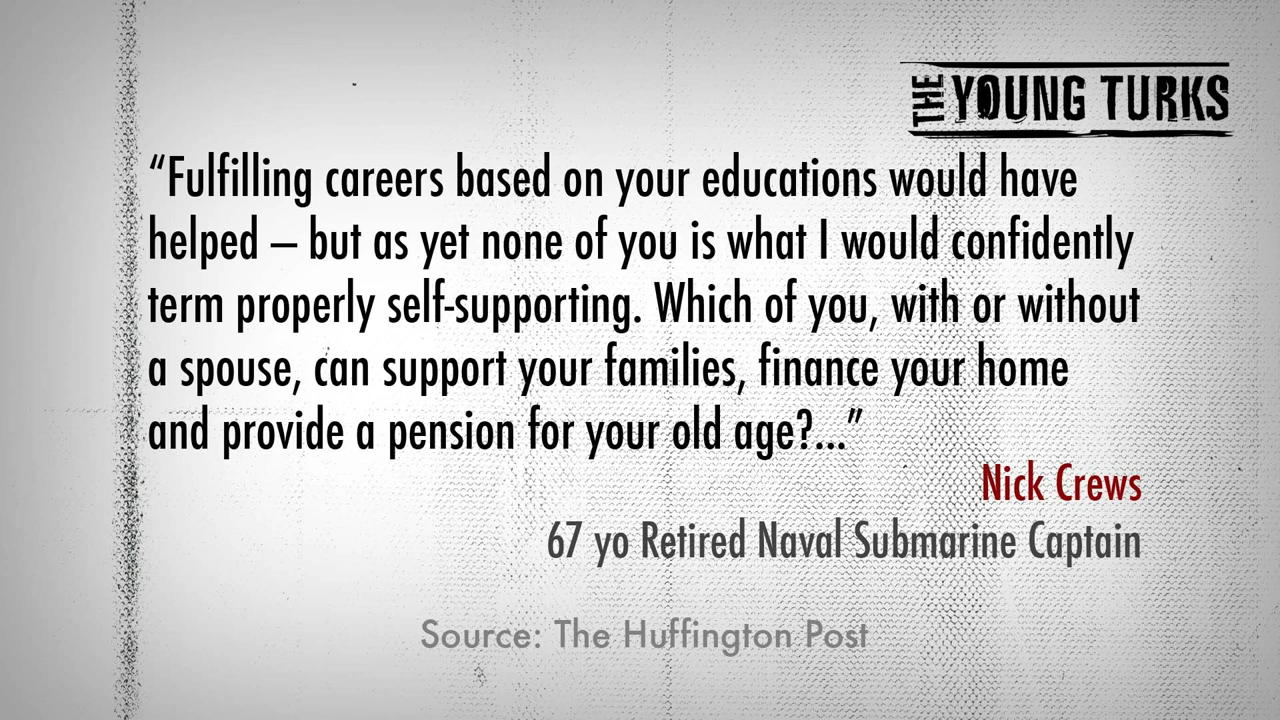 THE YOUNG TURKS
“Fulfilling careers based on your educations would have
helped – but as yet none of you is what I would confidently
term properly self-supporting. Which of you, with or without
a spouse, can support your families, finance your home
and provide a pension for your old age?...”
Nick Crews
67 yo Retired Naval Submarine Captain
Source: The Huffington Post